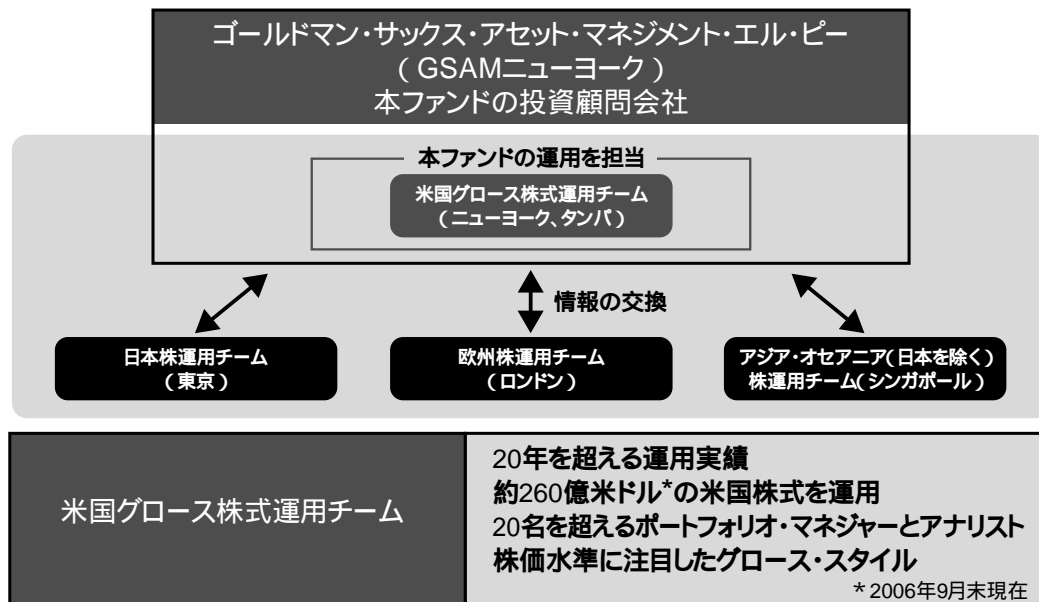 ゴールドマン・サックス・アセット・マネジメント・エル・ピー
(GSAMニューヨーク)
本ファンドの投資顧問会社
本ファンドの運用を担当
米国グロース株式運用チーム
(ニューヨーク、タンパ)
情報の交換
日本株運用チーム
(東京)
欧州株運用チーム
(ロンドン)
アジア・オセアニア(日本を除く)
株運用チーム(シンガポール)
米国グロース株式運用チーム
20年を超える運用実績
約260億米ドル*の米国株式を運用
20名を超えるポートフォリオ・マネジャーとアナリスト
株価水準に注目したグロース・スタイル
*2006年9月末現在